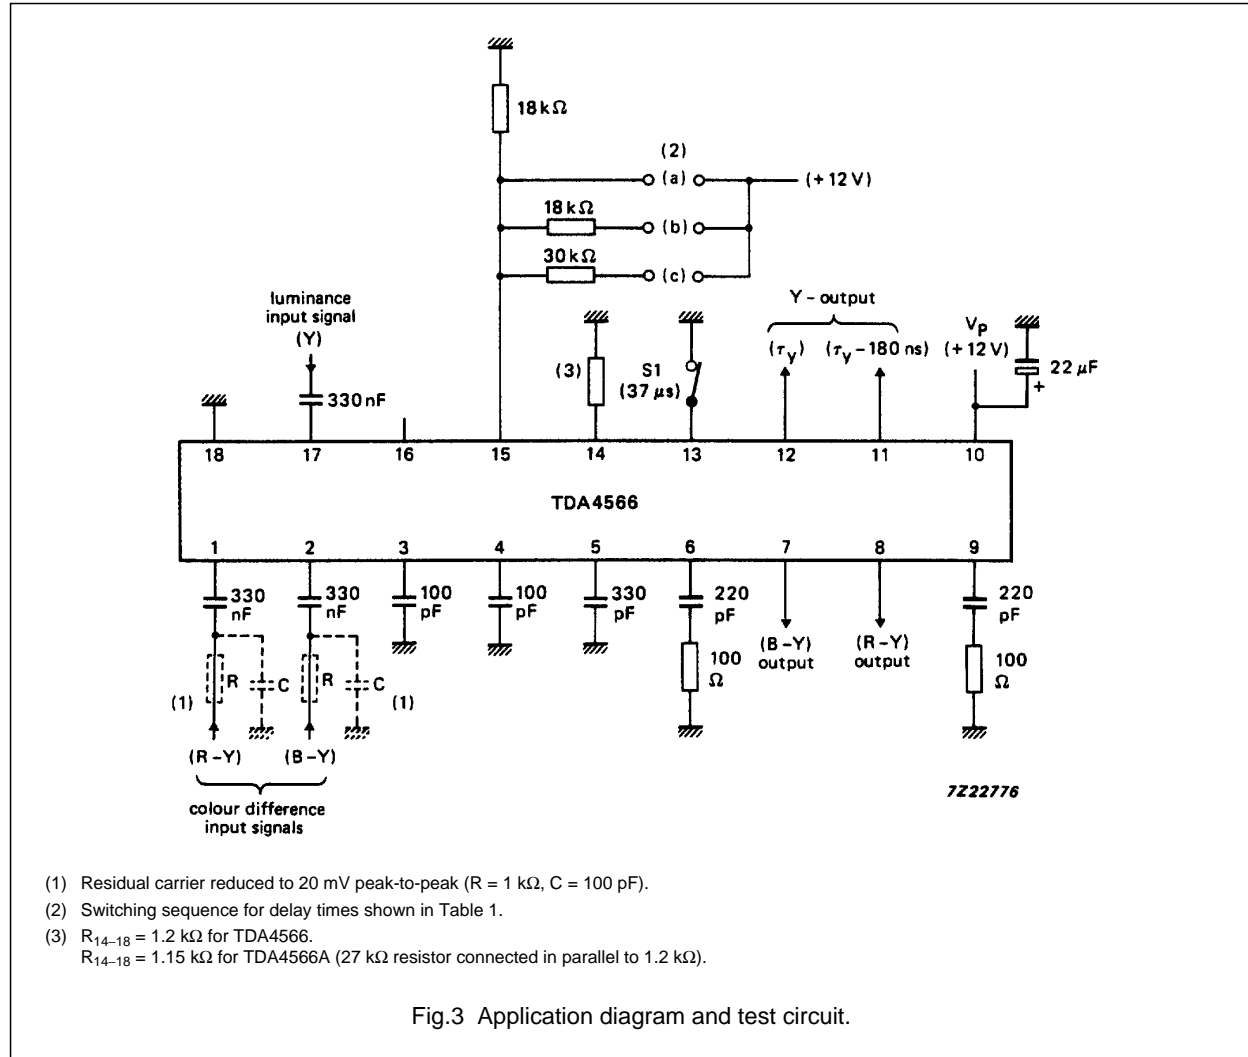 18 kΩ
(2)
(a)
(+ 12 V)
18 kΩ
(b)
30 kΩ
(c)
luminance
input signal
(Y)
330 nF
(3)
S1
(37 µs)
Y – output
(τy)
(τy – 180 ns)
Vp
(+ 12 V)
22 µF
+
18 17 16 15 14 13 12 11 10
TDA4566
1 2 3 4 5 6 7 8 9
330 nF
330 nF
100 pF
100 pF
330 pF
220 pF
220 pF
R
C
R
C
(1)
(1)
100 Ω
(B – Y)
output
(R – Y)
output
100 Ω
(R – Y)
(B – Y)
colour difference
input signals
7Z22776
(1) Residual carrier reduced to 20 mV peak-to-peak (R = 1 kΩ, C = 100 pF).
(2) Switching sequence for delay times shown in Table 1.
(3) R14–18 = 1.2 kΩ for TDA4566.
R14–18 = 1.15 kΩ for TDA4566A (27 kΩ resistor connected in parallel to 1.2 kΩ).
Fig.3 Application diagram and test circuit.